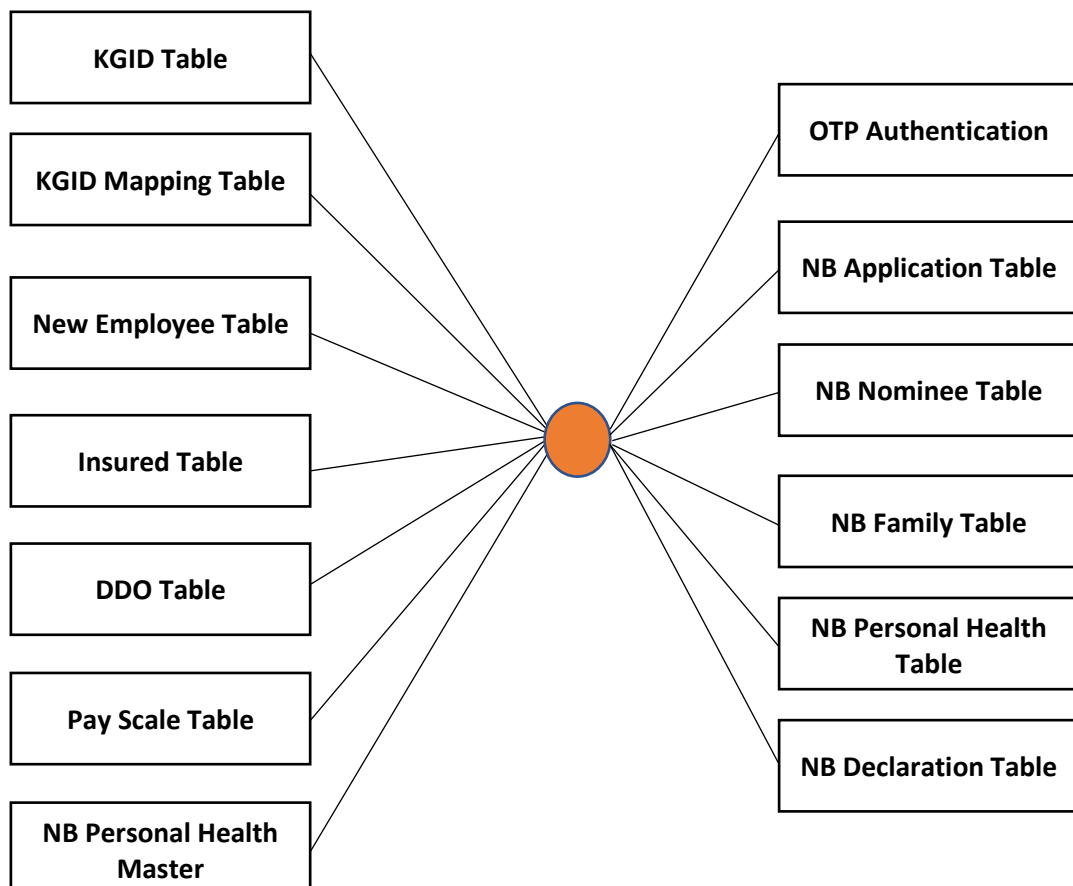 KGID Table
KGID Mapping Table
New Employee Table
Insured Table
DDO Table
Pay Scale Table
NB Personal Health
Master
OTP Authentication
NB Application Table
NB Nominee Table
NB Family Table
NB Personal Health
Table
NB Declaration Table